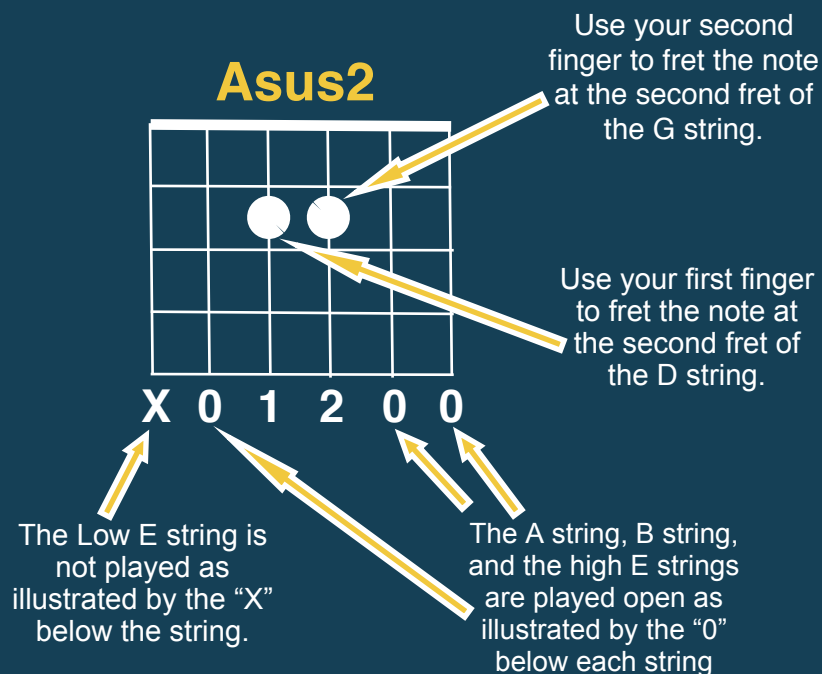 Asus2
Use your second
finger to fret the note
at the second fret of
the G string.
Use your first finger
to fret the note at
the second fret of
the D string.
X 0 1 2 0 0
The Low E string is
not played as
illustrated by the “X”
below the string.
The A string, B string,
and the high E strings
are played open as
illustrated by the “0”
below each string